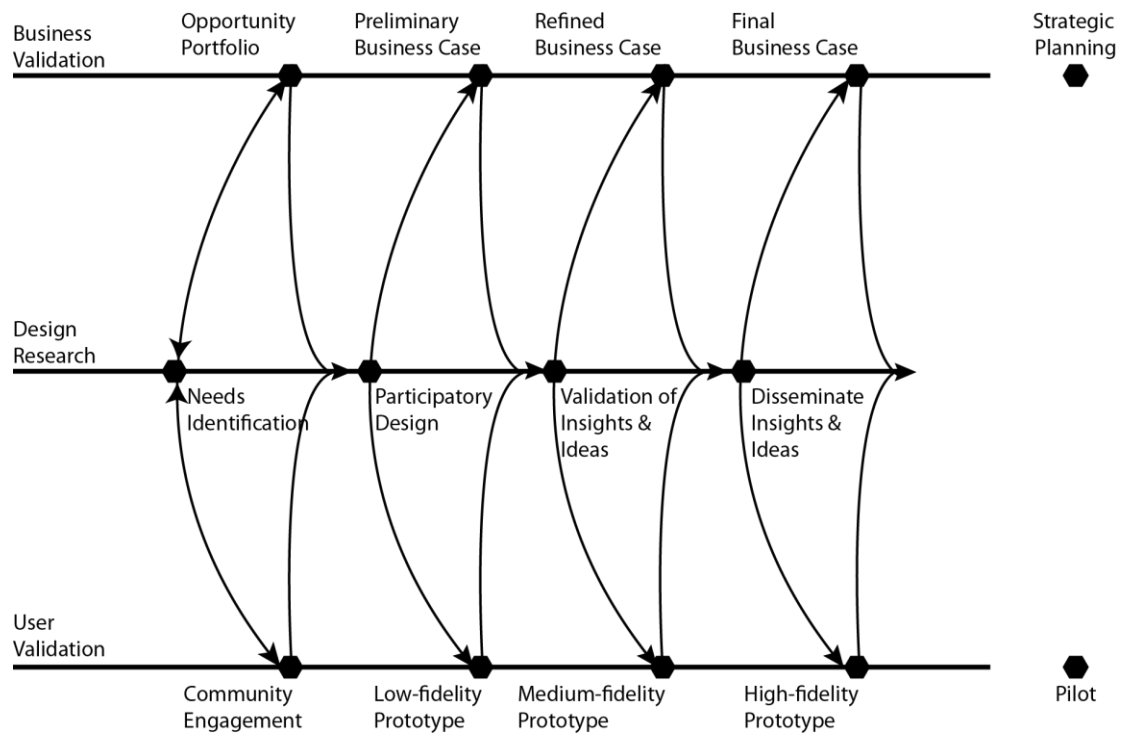 Business
Validation
Opportunity
Portfolio
Preliminary
Business Case
Refined
Business Case
Final
Business Case
Strategic
Planning
Design
Research
Needs
Identification
Participatory
Design
Validation of
Insights &
Ideas
Disseminate
Insights &
Ideas
User
Validation
Community
Engagement
Low-fidelity
Prototype
Medium-fidelity
Prototype
High-fidelity
Prototype
Pilot